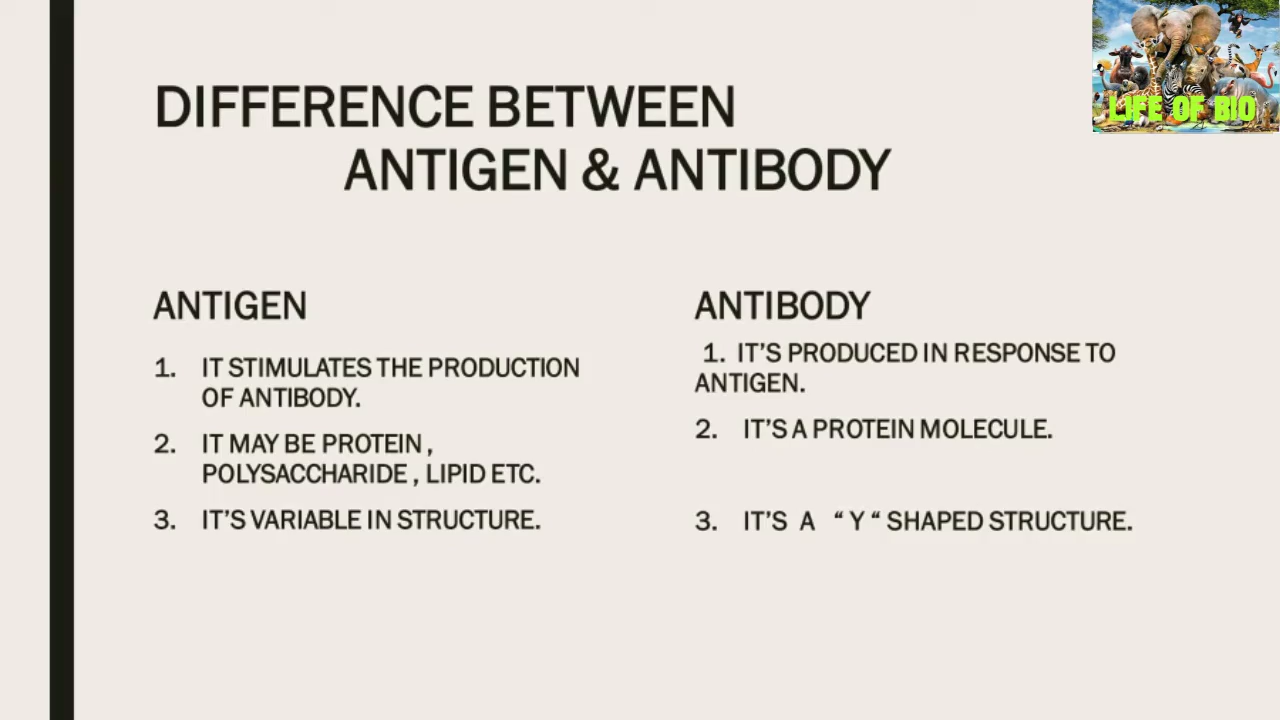 LIFE OF BIO
DIFFERENCE BETWEEN
ANTIGEN & ANTIBODY
ANTIGEN
1. IT STIMULATES THE PRODUCTION
OF ANTIBODY.
2. IT MAY BE PROTEIN ,
POLYSACCHARIDE , LIPID ETC.
3. IT’S VARIABLE IN STRUCTURE.
ANTIBODY
1. IT’S PRODUCED IN RESPONSE TO
ANTIGEN.
2. IT’S A PROTEIN MOLECULE.
3. IT’S A “ Y “ SHAPED STRUCTURE.